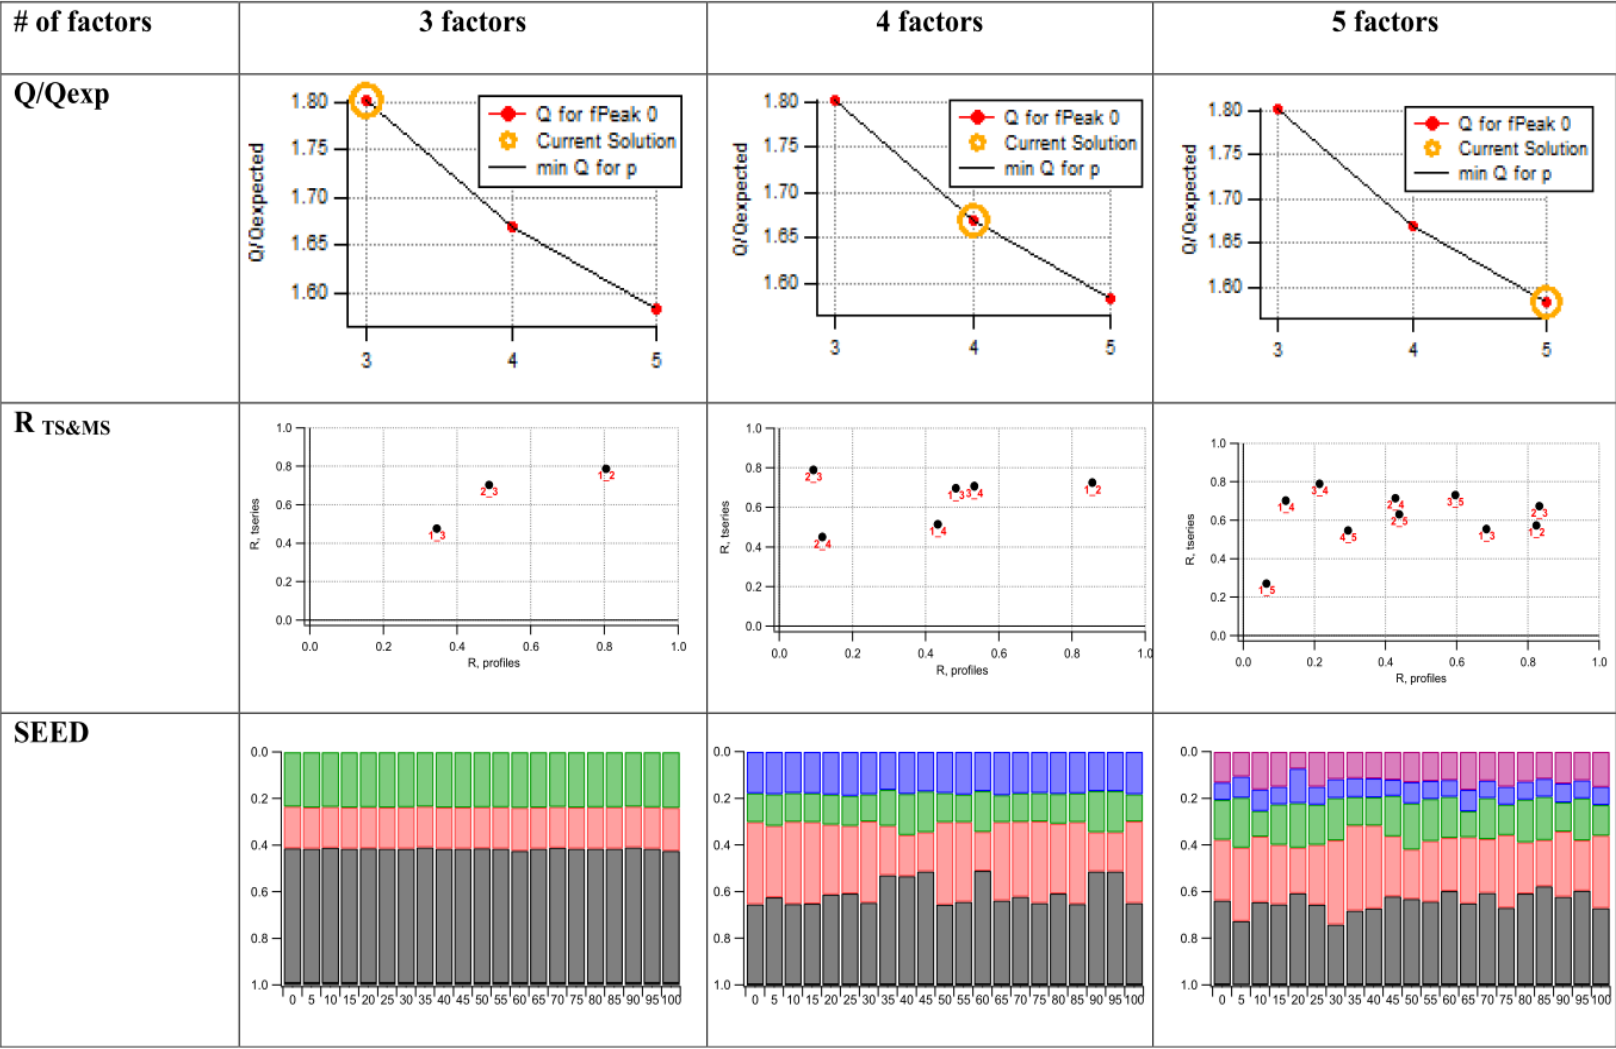 # of factors
3 factors
4 factors
5 factors
Q/Qexp
Q/Qexpected
1.80
1.75
1.70
1.65
1.60
3
4
5
Q for fPeak 0
Current Solution
min Q for p
Q/Qexpected
1.80
1.75
1.70
1.65
1.60
3
4
5
Q for fPeak 0
Current Solution
min Q for p
Q/Qexpected
1.80
1.75
1.70
1.65
1.60
3
4
5
Q for fPeak 0
Current Solution
min Q for p
R TS&MS
R, tseries
1.0
0.8
0.6
0.4
0.2
0.0
1_2
2_3
1_3
0.0 0.2 0.4 0.6 0.8 1.0
R, profiles
R, tseries
1.0
0.8
0.6
0.4
0.2
0.0
2_3
1_3 3_4 1_2
1_4
2_4
0.0 0.2 0.4 0.6 0.8 1.0
R, profiles
R, tseries
1.0
0.8
0.6
0.4
0.2
0.0
3_4
1_4 2_4 3_5
2_3
2_5
4_5 1_3 1_2
1_5
0.0 0.2 0.4 0.6 0.8 1.0
R, profiles
SEED
0.0
0.2
0.4
0.6
0.8
1.0
0 5 10 15 20 25 30 35 40 45 50 55 60 65 70 75 80 85 90 95 100
0.0
0.2
0.4
0.6
0.8
1.0
0 5 10 15 20 25 30 35 40 45 50 55 60 65 70 75 80 85 90 95 100
0.0
0.2
0.4
0.6
0.8
1.0
0 5 10 15 20 25 30 35 40 45 50 55 60 65 70 75 80 85 90 95 100